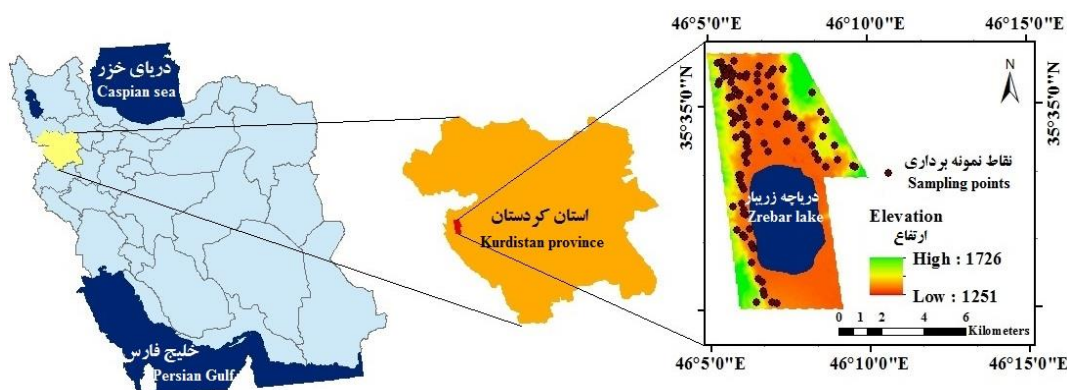 دریای خزر
Caspian sea
خلیج فارس
Persian Gulf
استان کردستان
Kurdistan province
46°5'0"E
46°10'0"E
46°15'0"E
35°35'0"N
35°35'0"N
N
نقاط نمونه برداری
Sampling points
دریاچه زریبار
Zrebar lake
Elevation
ارتفاع
High : 1726
Low : 1251
0 1 2 4 6
Kilometers
46°5'0"E
46°10'0"E
46°15'0"E